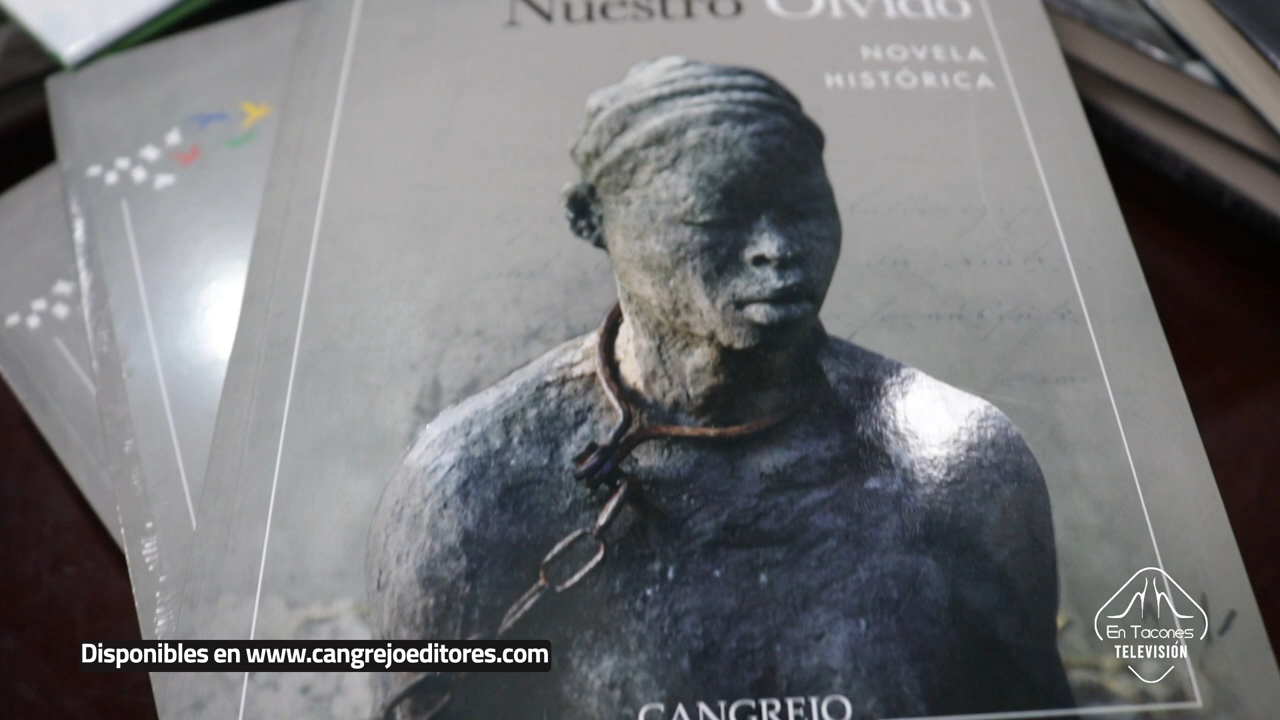 Nuestro Olvido
NOVELA
HISTÓRICA
Disponibles en www.cangrejoeditores.com
En Tacones
TELEVISIÓN
CANGREJO